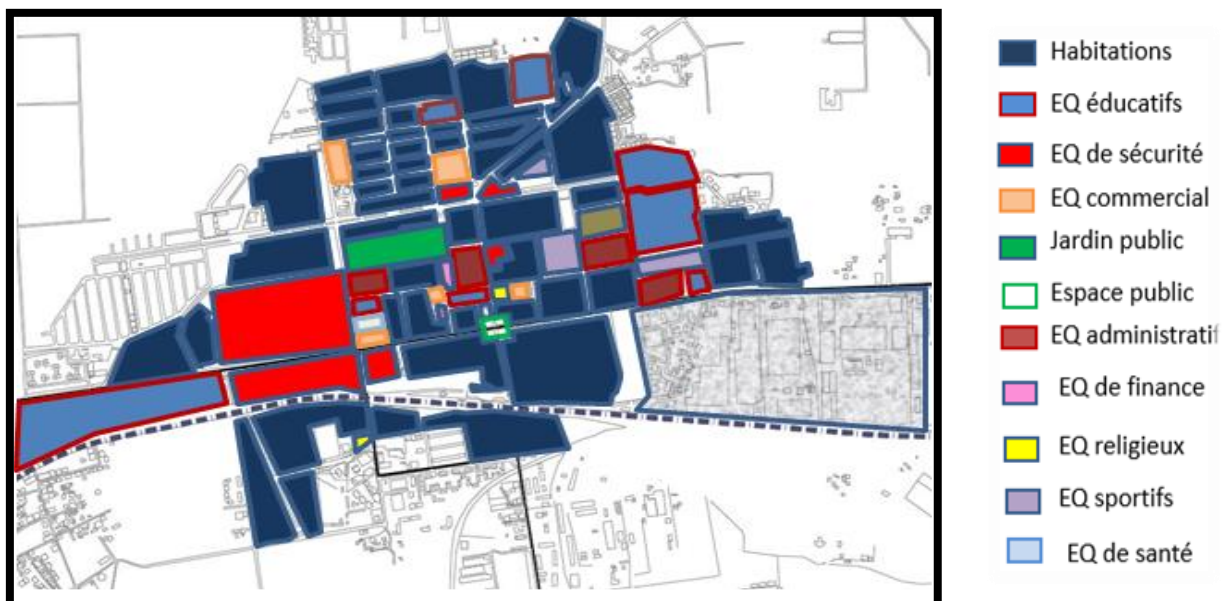 Habitations
EQ éducatifs
EQ de sécurité
EQ commercial
Jardin public
Espace public
EQ administratif
EQ de finance
EQ religieux
EQ sportifs
EQ de santé